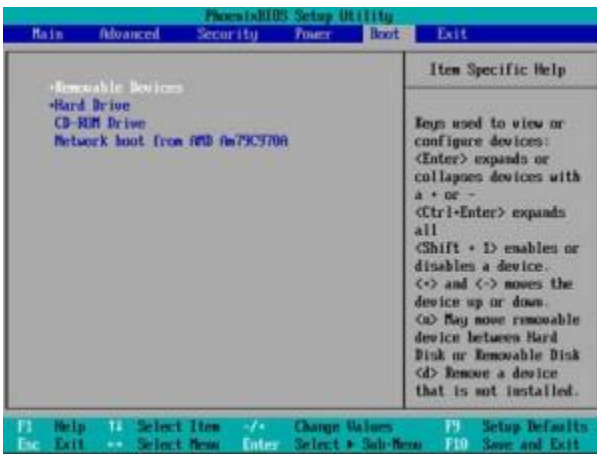 PhoenixBIOS Setup Utility
Main Advanced Security Power Boot Exit
+Removable Devices
+Hard Drive
CD-ROM Drive
Network boot from AMD Am79C970A
Item Specific Help
Keys used to view or
configure devices:
<Enter> expands or
collapses devices with
a + or -
<Ctrl+Enter> expands
all
<Shift + 1> enables or
disables a device.
<+> and <-> moves the
device up or down.
<n> May move removable
device between Hard
Disk or Removable Disk
<d> Remove a device
that is not installed.
F1 Help ↑↓ Select Item -/+ Change Values F9 Setup Defaults
Esc Exit ↔ Select Menu Enter Select ▶ Sub-Menu F10 Save and Exit